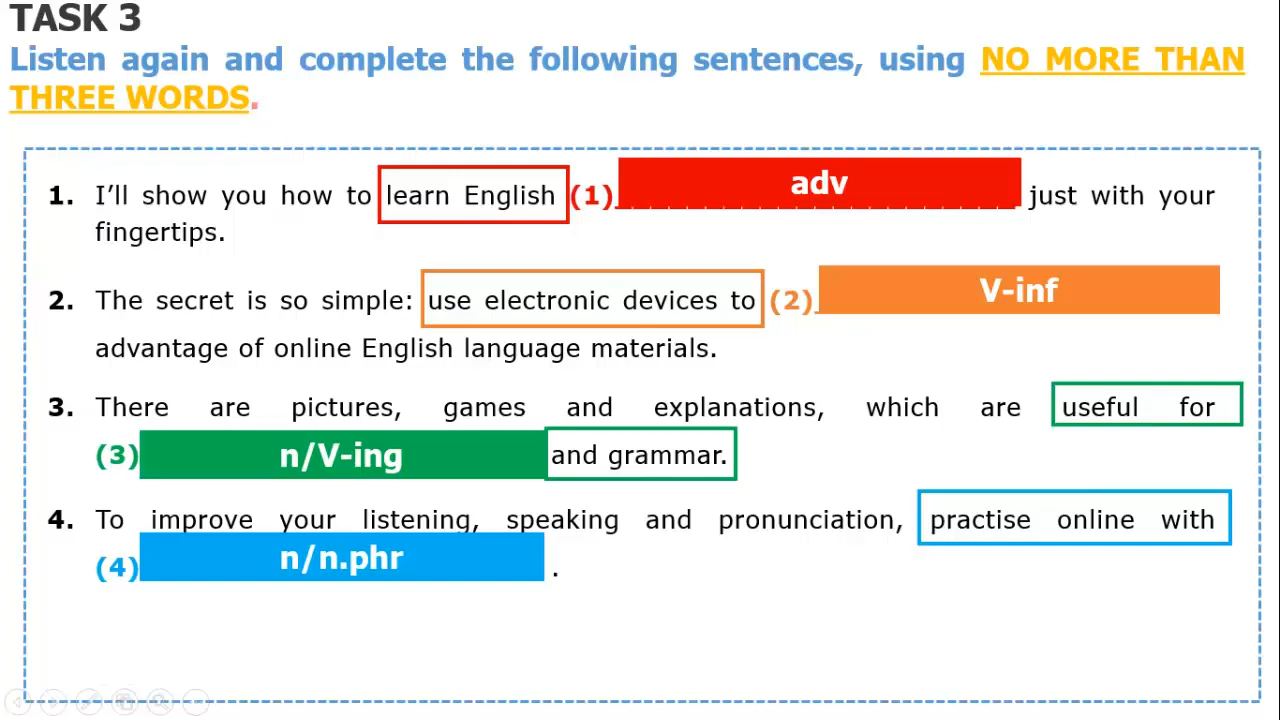 TASK 3
Listen again and complete the following sentences, using NO MORE THAN
THREE WORDS.
1. I’ll show you how to learn English (1) adv just with your
fingertips.
2. The secret is so simple: use electronic devices to (2) V-inf
advantage of online English language materials.
3. There are pictures, games and explanations, which are useful for
(3) n/V-ing and grammar.
4. To improve your listening, speaking and pronunciation, practise online with
(4) n/n.phr .